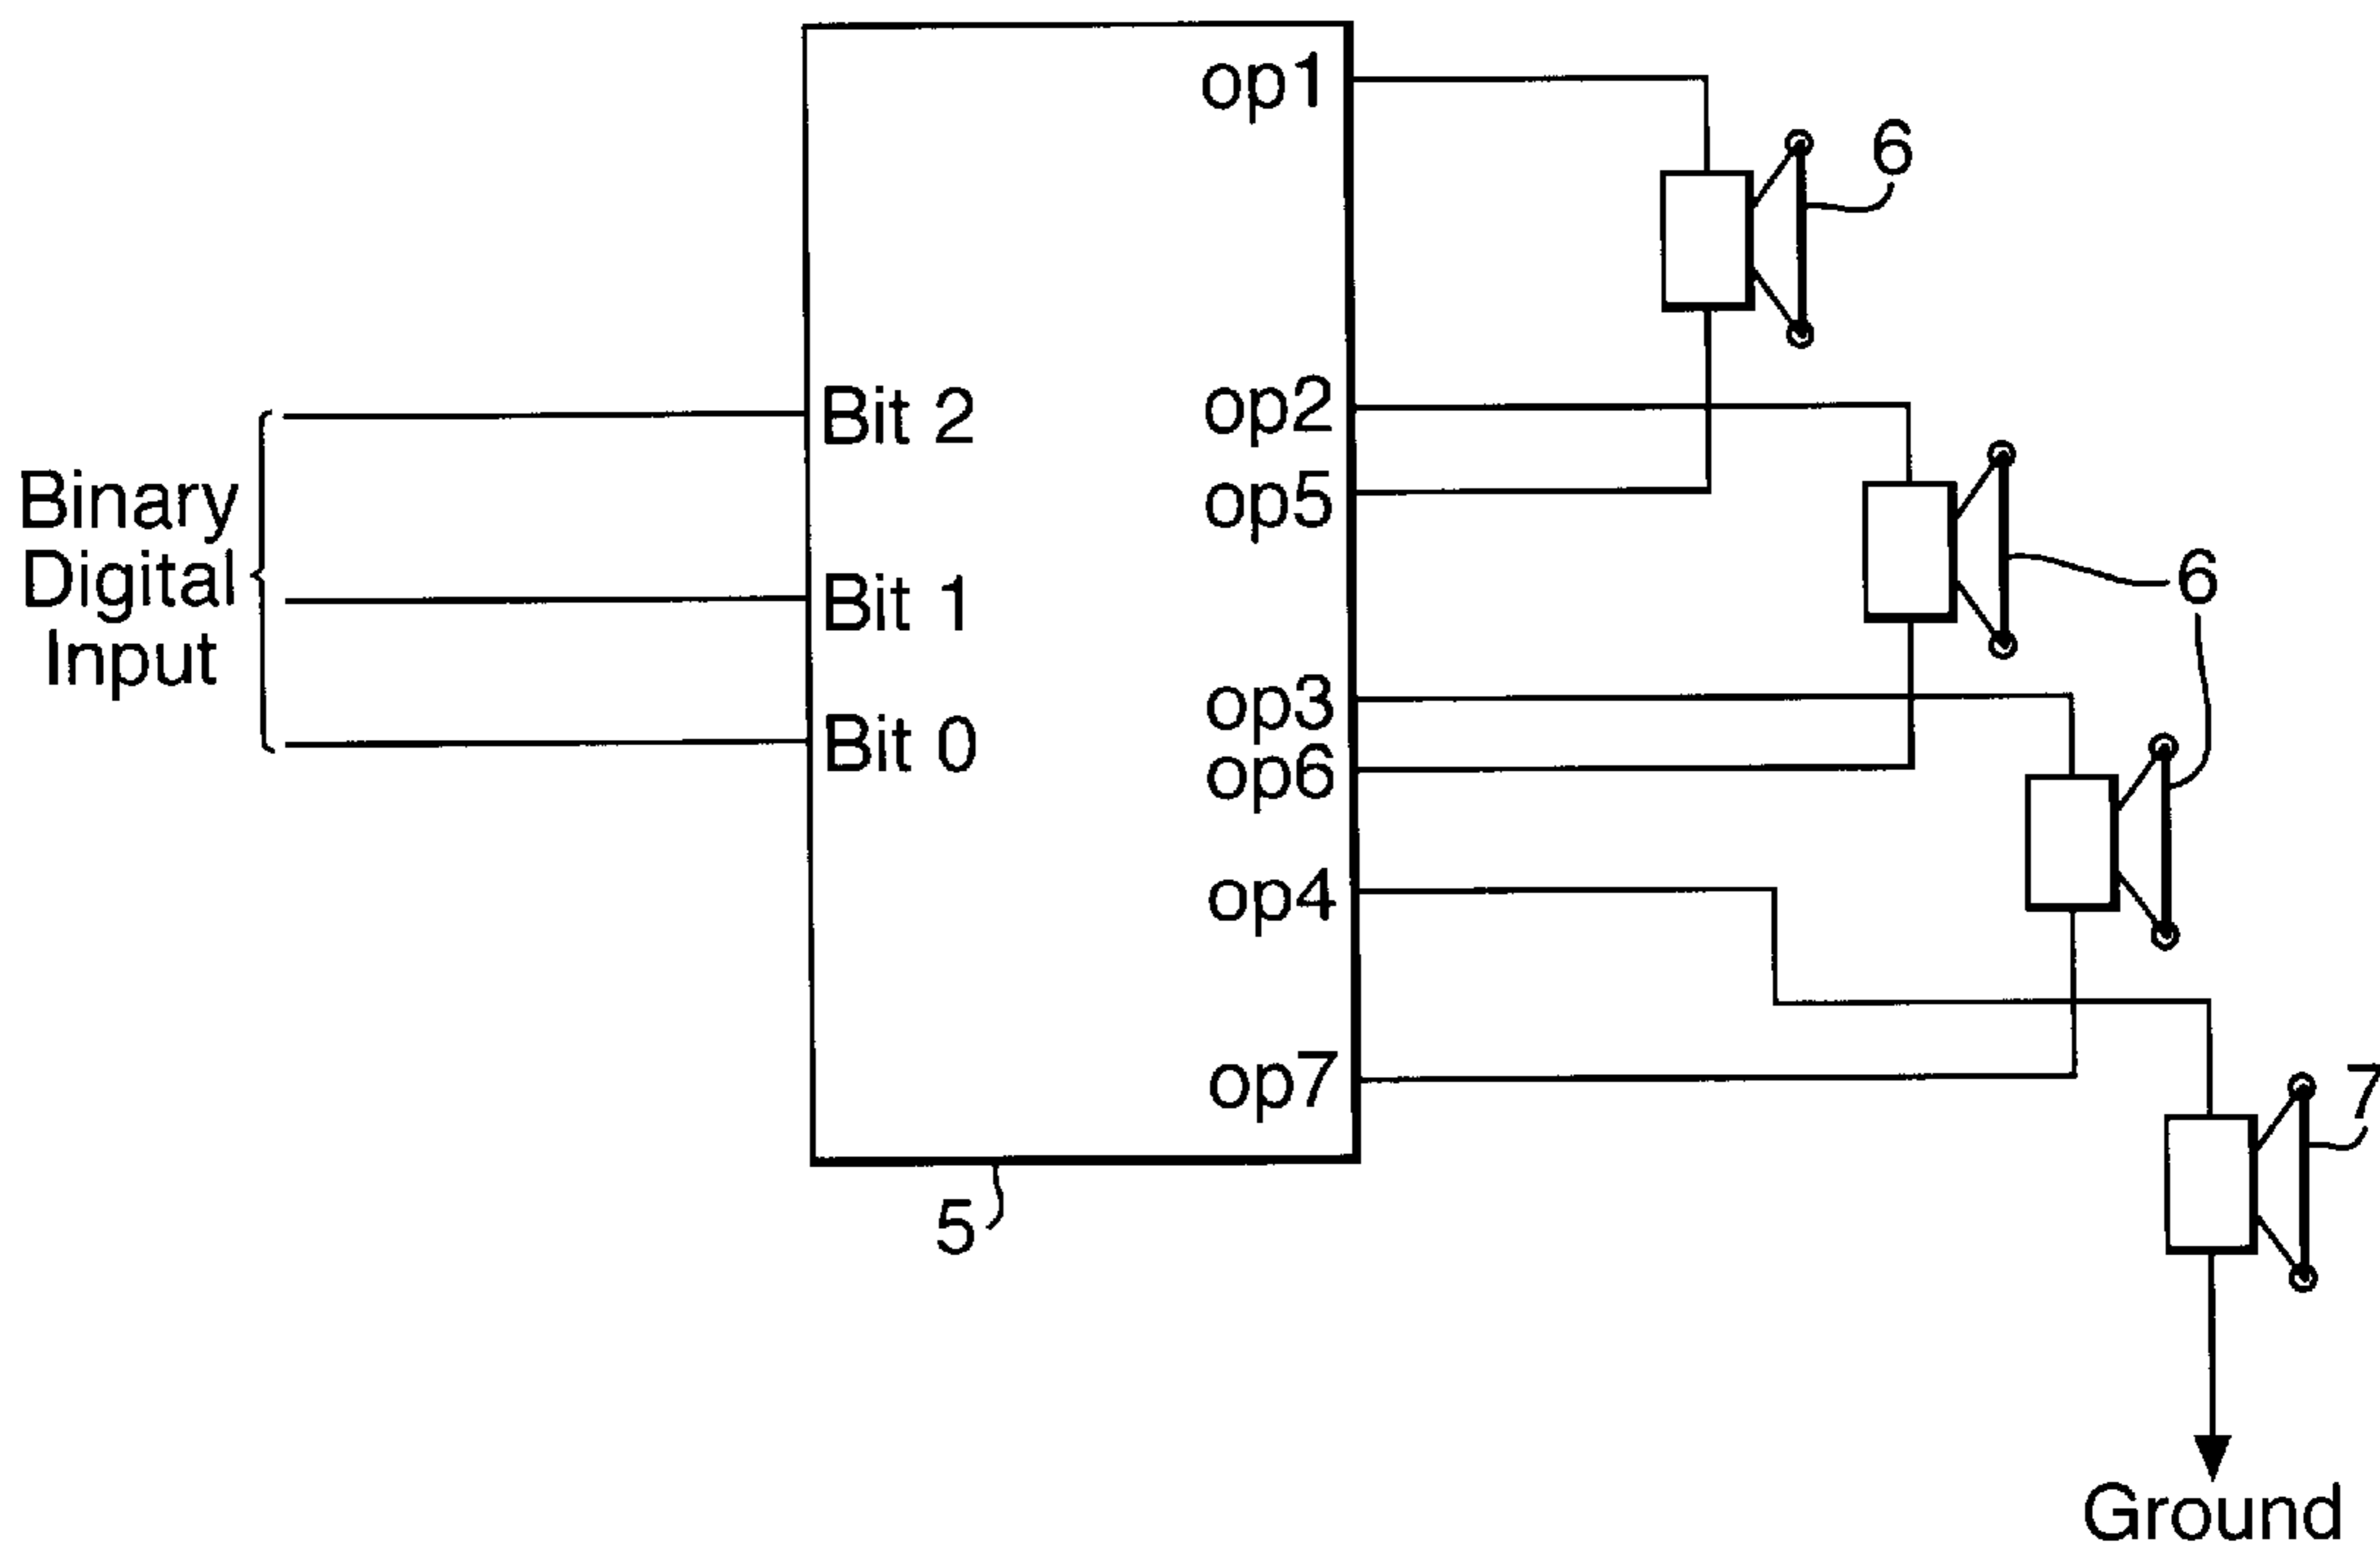 op1
6
Bit 2
op2
Binary
Digital
Input
op5
6
Bit 1
op3
Bit 0
op6
op4
op7
7
5
Ground